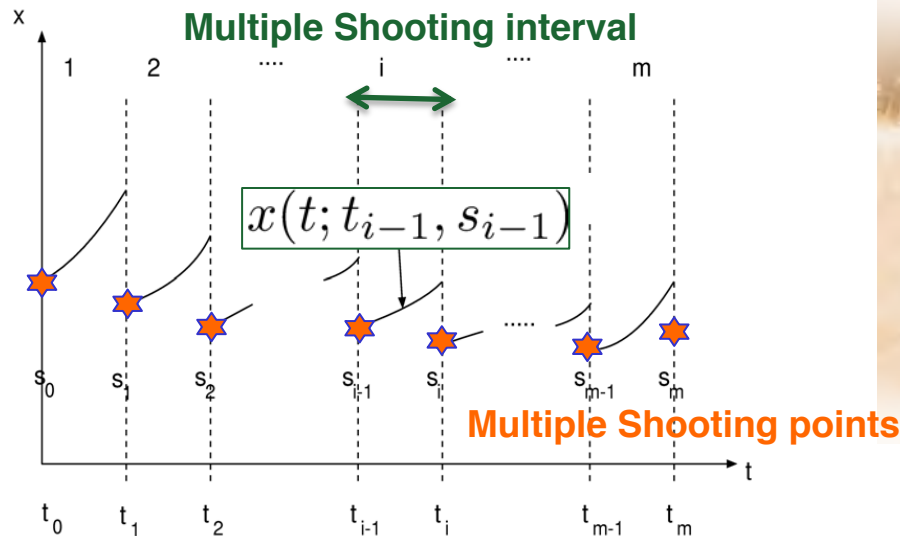 x
Multiple Shooting interval
1 2 .... i .... m
x(t; t_{i-1}, s_{i-1})
.....
s_0 s_1 s_2 s_{i-1} s_i s_{m-1} s_m
Multiple Shooting points
t
t_0 t_1 t_2 t_{i-1} t_i t_{m-1} t_m